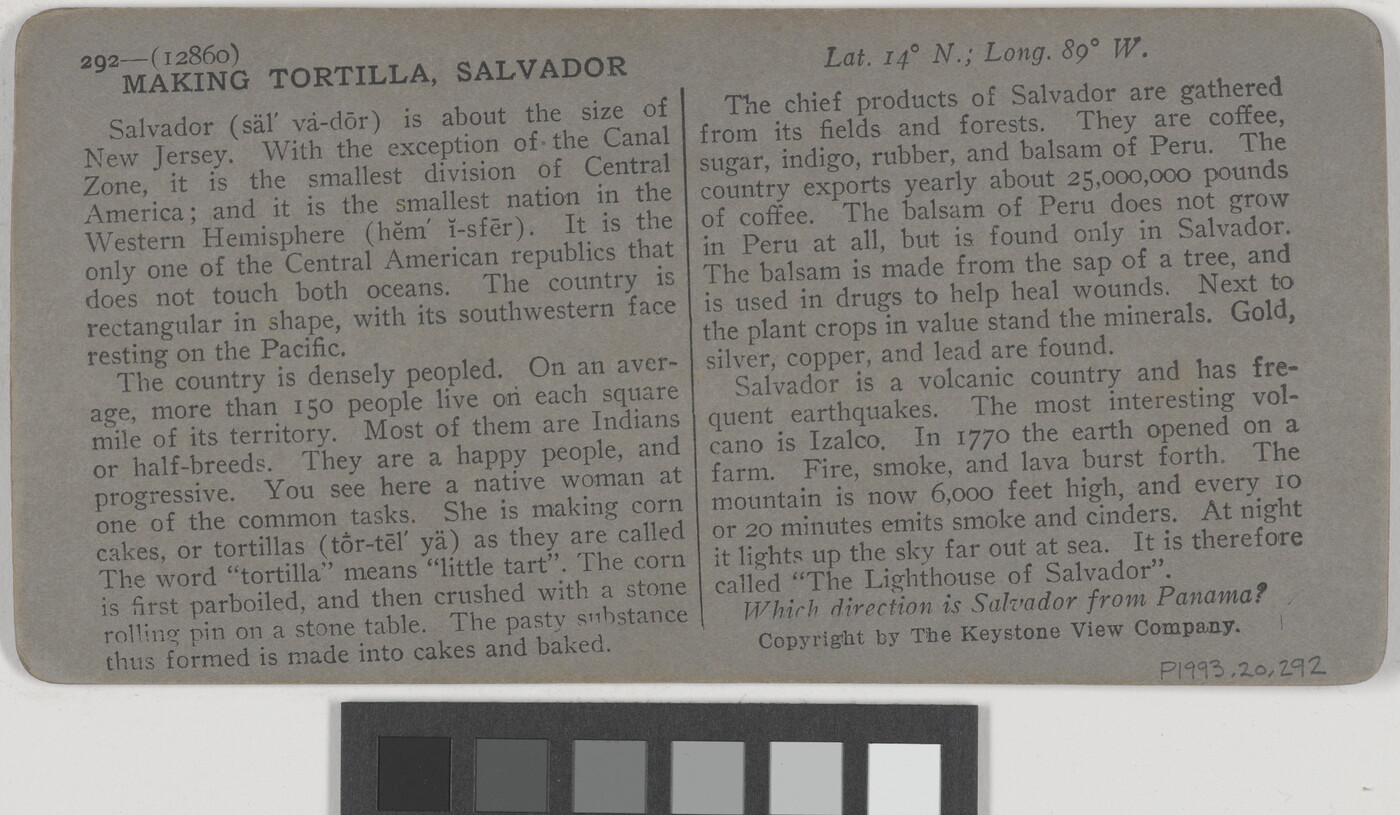 292—(12860)
MAKING TORTILLA, SALVADOR
Salvador (säl′ vȧ-dōr) is about the size of
New Jersey. With the exception of the Canal
Zone, it is the smallest division of Central
America; and it is the smallest nation in the
Western Hemisphere (hĕm′ ĭ-sfēr). It is the
only one of the Central American republics that
does not touch both oceans. The country is
rectangular in shape, with its southwestern face
resting on the Pacific.
The country is densely peopled. On an aver-
age, more than 150 people live on each square
mile of its territory. Most of them are Indians
or half-breeds. They are a happy people, and
progressive. You see here a native woman at
one of the common tasks. She is making corn
cakes, or tortillas (tôr-tēl′ yä) as they are called
The word “tortilla” means “little tart”. The corn
is first parboiled, and then crushed with a stone
rolling pin on a stone table. The pasty substance
thus formed is made into cakes and baked.
Lat. 14° N.; Long. 89° W.
The chief products of Salvador are gathered
from its fields and forests. They are coffee,
sugar, indigo, rubber, and balsam of Peru. The
country exports yearly about 25,000,000 pounds
of coffee. The balsam of Peru does not grow
in Peru at all, but is found only in Salvador.
The balsam is made from the sap of a tree, and
is used in drugs to help heal wounds. Next to
the plant crops in value stand the minerals. Gold,
silver, copper, and lead are found.
Salvador is a volcanic country and has fre-
quent earthquakes. The most interesting vol-
cano is Izalco. In 1770 the earth opened on a
farm. Fire, smoke, and lava burst forth. The
mountain is now 6,000 feet high, and every 10
or 20 minutes emits smoke and cinders. At night
it lights up the sky far out at sea. It is therefore
called “The Lighthouse of Salvador”.
Which direction is Salvador from Panama?
Copyright by The Keystone View Company.
P1993.20.292